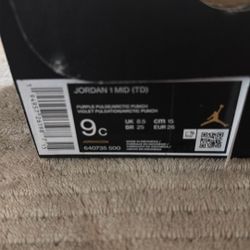 JORDAN 1 MID (TD)
PURPLE PULSE/ARCTIC PUNCH
VIOLET PULSATION/ARCTIC PUNCH
9 C
UK 8.5 CM 15
BR 25 EUR 26
640735 500